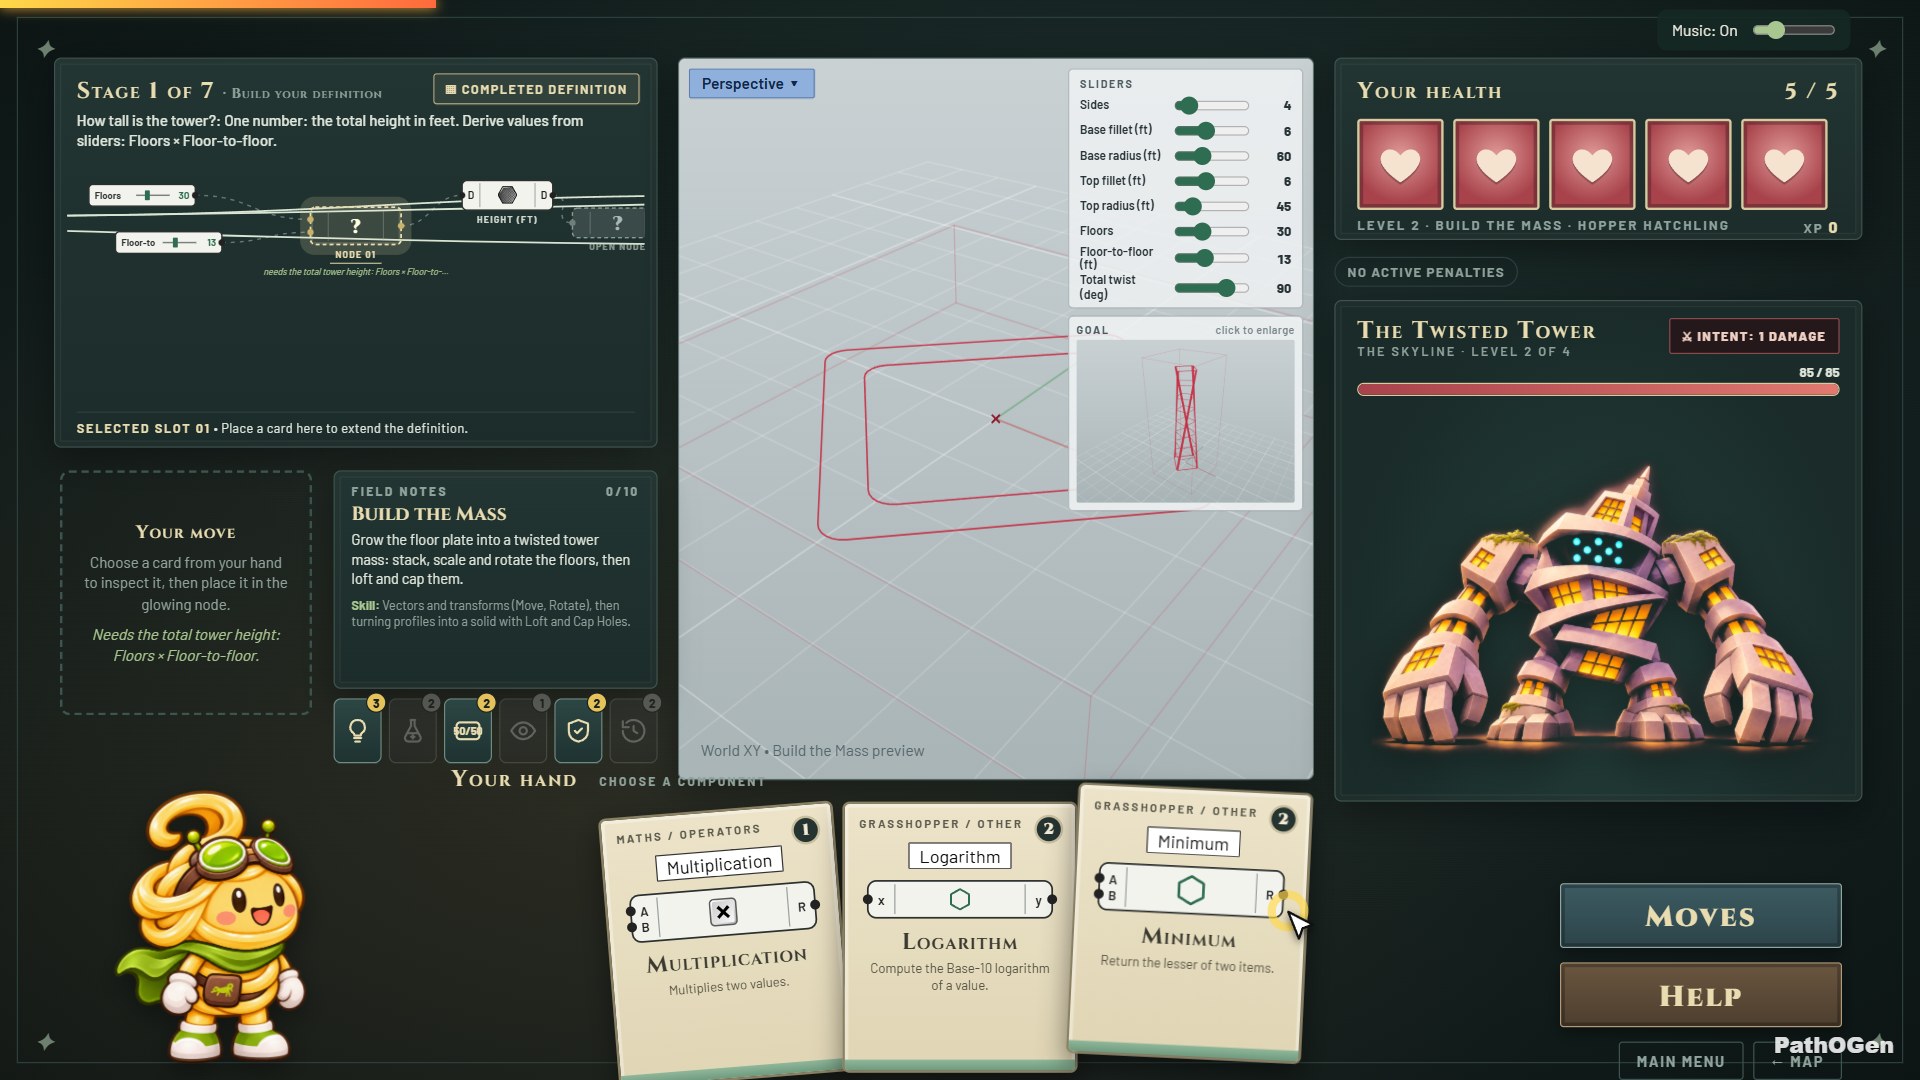 Music: On
Stage 1 of 7 · Build your definition
COMPLETED DEFINITION
How tall is the tower?: One number: the total height in feet. Derive values from
sliders: Floors × Floor-to-floor.
Floors 30
Floor-to 13
?
NODE 01
needs the total tower height: Floors × Floor-to-...
D D
HEIGHT (FT)
?
OPEN NODE
SELECTED SLOT 01 • Place a card here to extend the definition.
Your move
Choose a card from your hand
to inspect it, then place it in the
glowing node.
Needs the total tower height:
Floors × Floor-to-floor.
FIELD NOTES 0/10
Build the Mass
Grow the floor plate into a twisted tower
mass: stack, scale and rotate the floors, then
loft and cap them.
Skill: Vectors and transforms (Move, Rotate), then
turning profiles into a solid with Loft and Cap Holes.
3 2 2 1 2 2
50/50
Perspective ▼
SLIDERS
Sides 4
Base fillet (ft) 6
Base radius (ft) 60
Top fillet (ft) 6
Top radius (ft) 45
Floors 30
Floor-to-floor
(ft) 13
Total twist
(deg) 90
GOAL click to enlarge
World XY • Build the Mass preview
Your health 5 / 5
LEVEL 2 · BUILD THE MASS · HOPPER HATCHLING
XP 0
NO ACTIVE PENALTIES
The Twisted Tower
THE SKYLINE · LEVEL 2 OF 4
INTENT: 1 DAMAGE
85 / 85
Your hand CHOOSE A COMPONENT
MATHS / OPERATORS 1
Multiplication
A
B
R
Multiplication
Multiplies two values.
GRASSHOPPER / OTHER 2
Logarithm
x y
Logarithm
Compute the Base-10 logarithm
of a value.
GRASSHOPPER / OTHER 2
Minimum
A
B
R
Minimum
Return the lesser of two items.
Moves
Help
MAIN MENU
← MAP
PathOGen